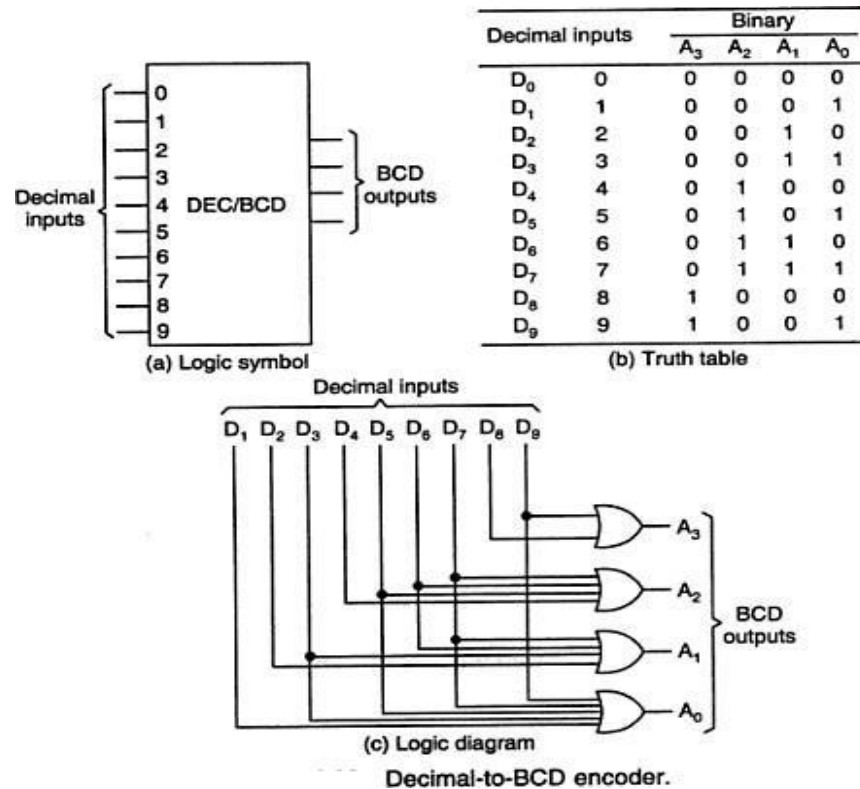 0
1
2
3
4
5
6
7
8
9
Decimal inputs
DEC/BCD
BCD outputs
(a) Logic symbol
Decimal inputs Binary
A3 A2 A1 A0
D0 0 0 0 0 0
D1 1 0 0 0 1
D2 2 0 0 1 0
D3 3 0 0 1 1
D4 4 0 1 0 0
D5 5 0 1 0 1
D6 6 0 1 1 0
D7 7 0 1 1 1
D8 8 1 0 0 0
D9 9 1 0 0 1
(b) Truth table
Decimal inputs
D1 D2 D3 D4 D5 D6 D7 D8 D9
A3
A2
A1
A0
BCD
outputs
(c) Logic diagram
Decimal-to-BCD encoder.